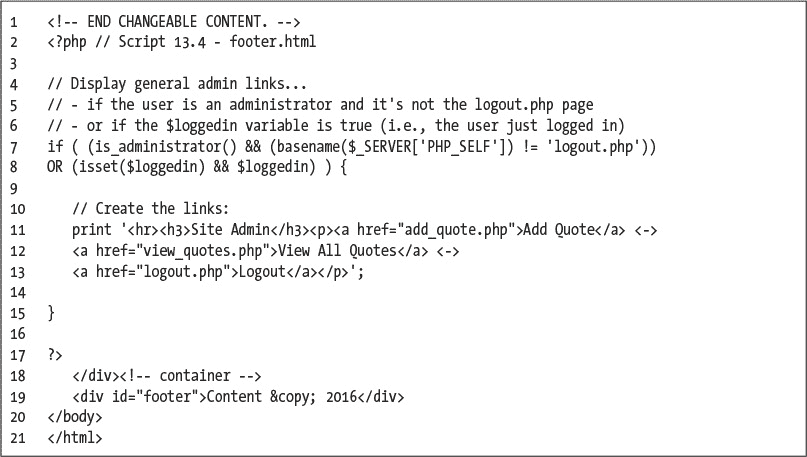 1 <!-- END CHANGEABLE CONTENT. -->
2 <?php // Script 13.4 - footer.html
3
4 // Display general admin links...
5 // - if the user is an administrator and it's not the logout.php page
6 // - or if the $loggedin variable is true (i.e., the user just logged in)
7 if ( (is_administrator() && (basename($_SERVER['PHP_SELF']) != 'logout.php'))
8 OR (isset($loggedin) && $loggedin) ) {
9
10 // Create the links:
11 print '<hr><h3>Site Admin</h3><p><a href="add_quote.php">Add Quote</a> <->
12 <a href="view_quotes.php">View All Quotes</a> <->
13 <a href="logout.php">Logout</a></p>';
14
15 }
16
17 ?>
18 </div><!-- container -->
19 <div id="footer">Content &copy; 2016</div>
20 </body>
21 </html>